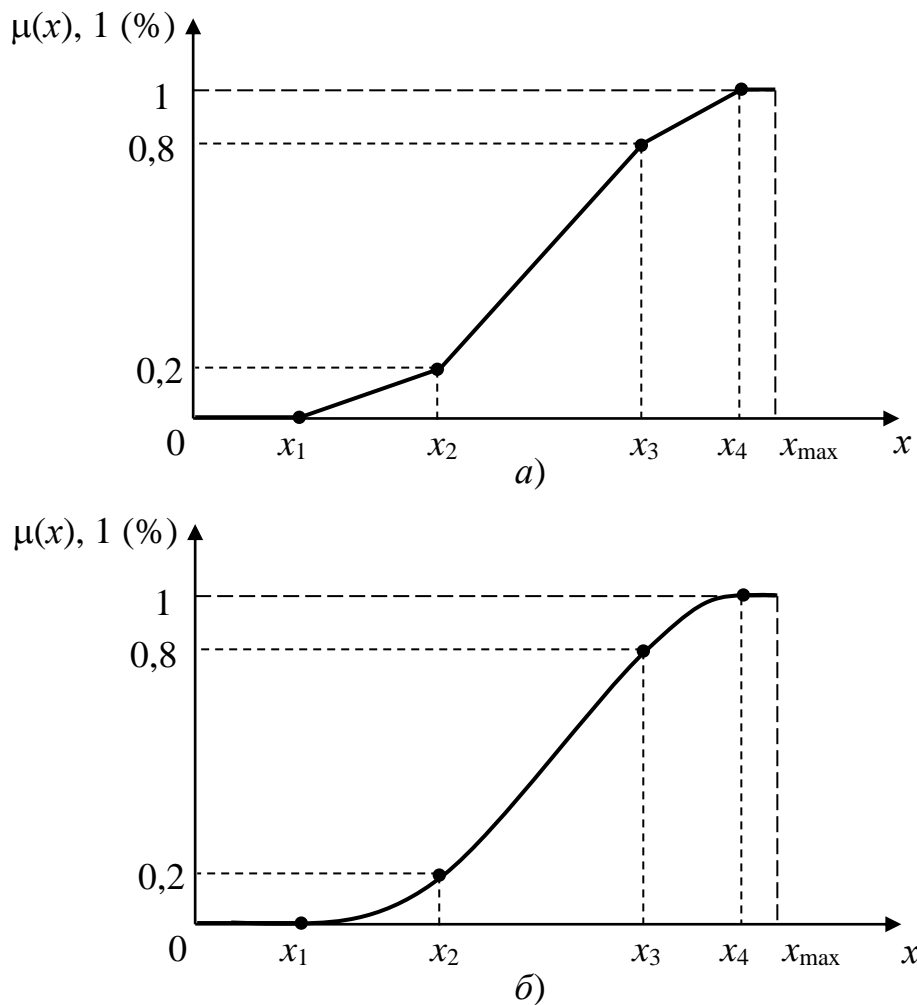 μ(x), 1 (%)
1
0,8
0,2
0 x₁ x₂ x₃ x₄ xmax x
а)
μ(x), 1 (%)
1
0,8
0,2
0 x₁ x₂ x₃ x₄ xmax x
б)